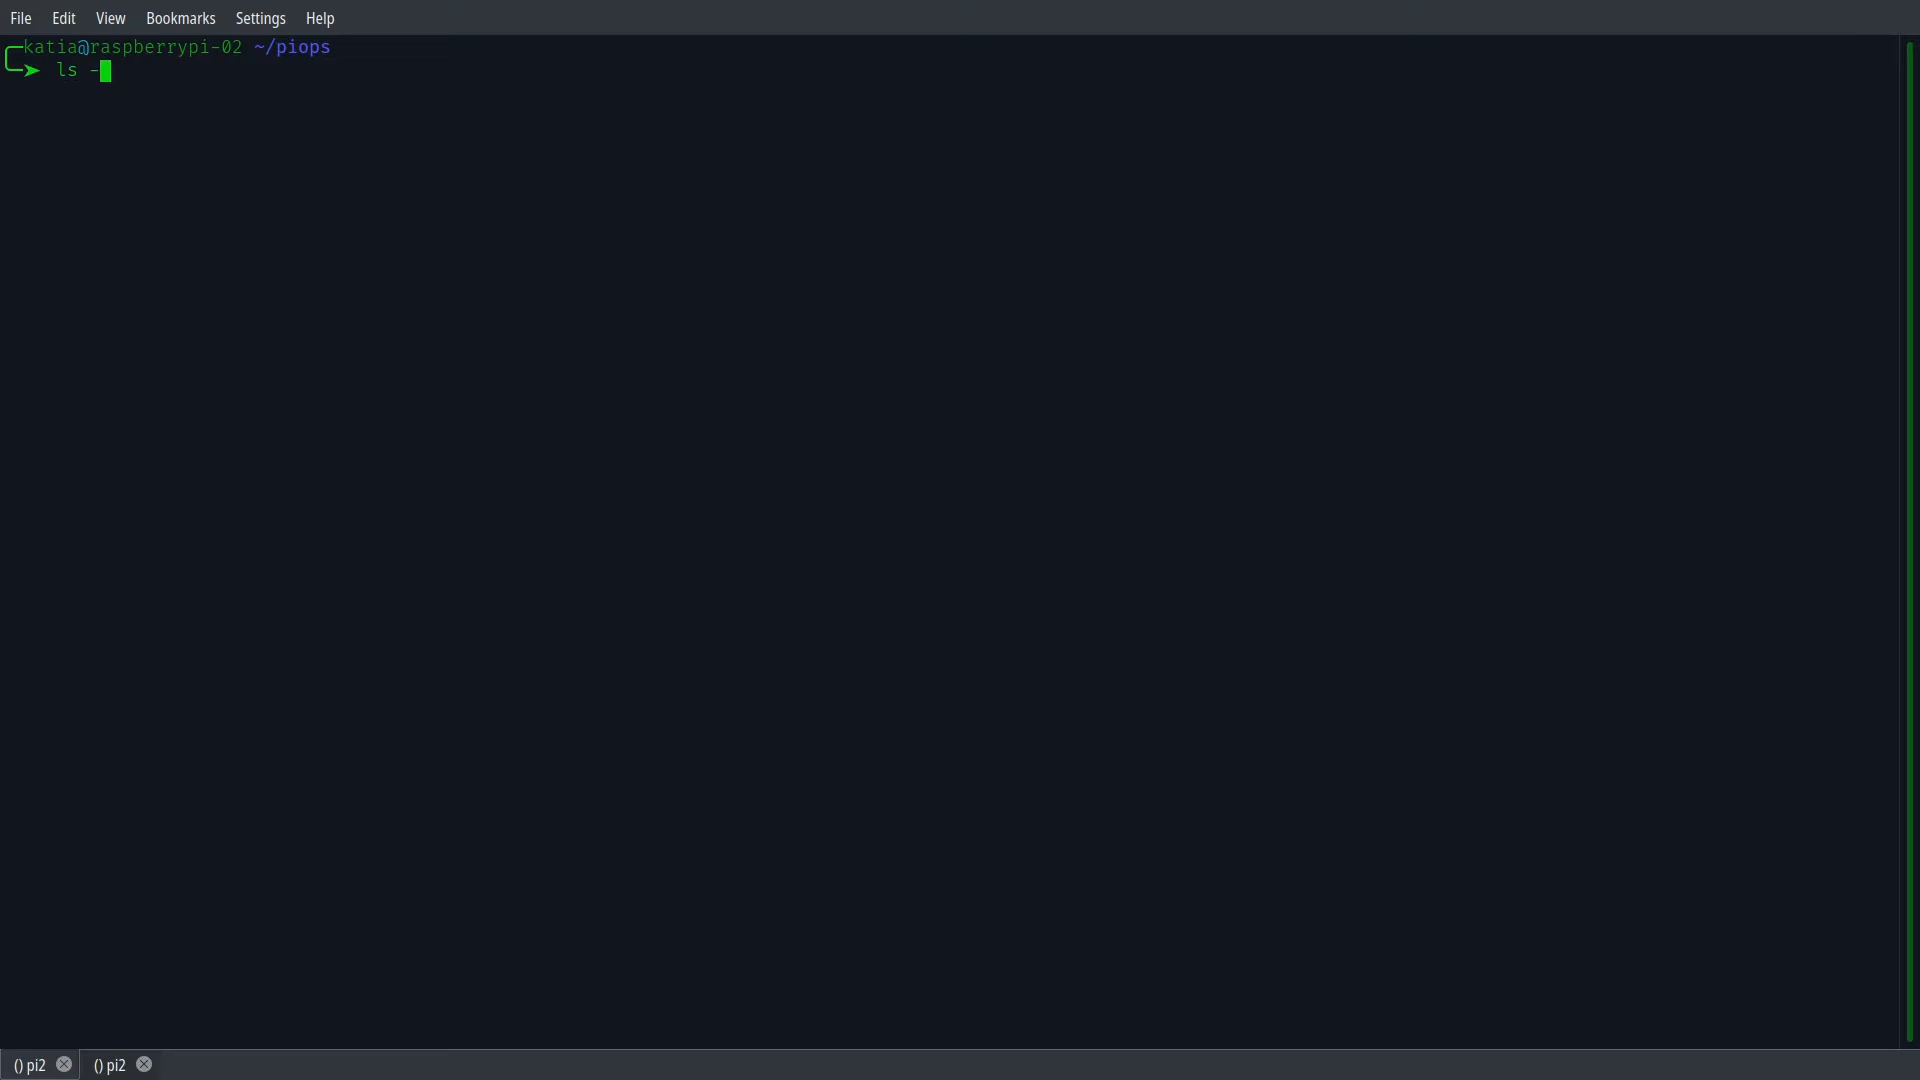 File Edit View Bookmarks Settings Help
katia@raspberrypi-02 ~/piops
ls -
() pi2 () pi2